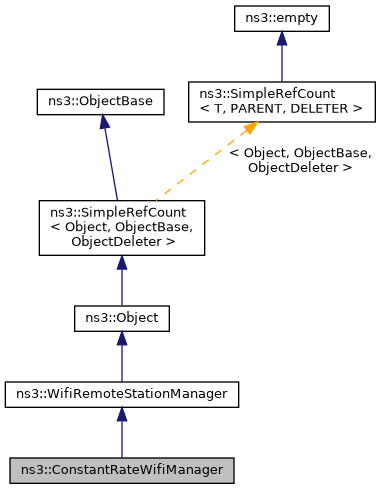 ns3::empty
ns3::ObjectBase
ns3::SimpleRefCount
< T, PARENT, DELETER >
< Object, ObjectBase,
ObjectDeleter >
ns3::SimpleRefCount
< Object, ObjectBase,
ObjectDeleter >
ns3::Object
ns3::WifiRemoteStationManager
ns3::ConstantRateWifiManager